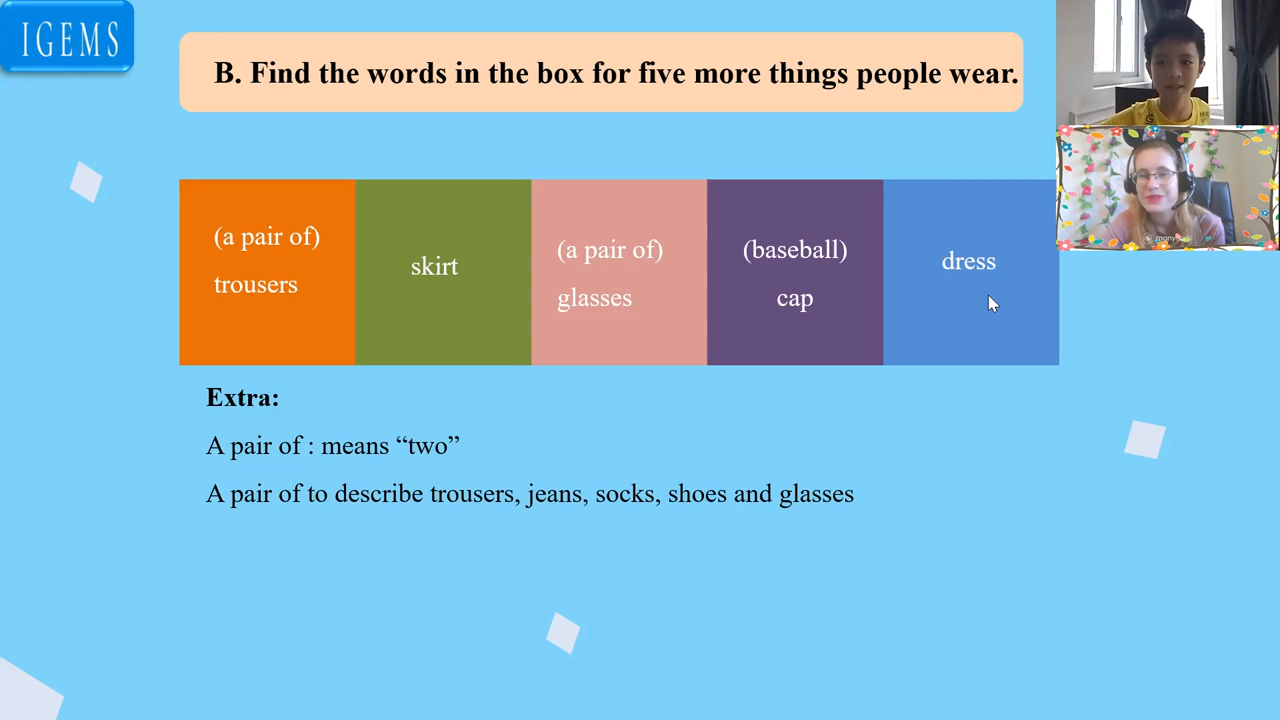 IGEMS
B. Find the words in the box for five more things people wear.
(a pair of)
trousers
skirt
(a pair of)
glasses
(baseball)
cap
dress
Extra:
A pair of : means “two”
A pair of to describe trousers, jeans, socks, shoes and glasses